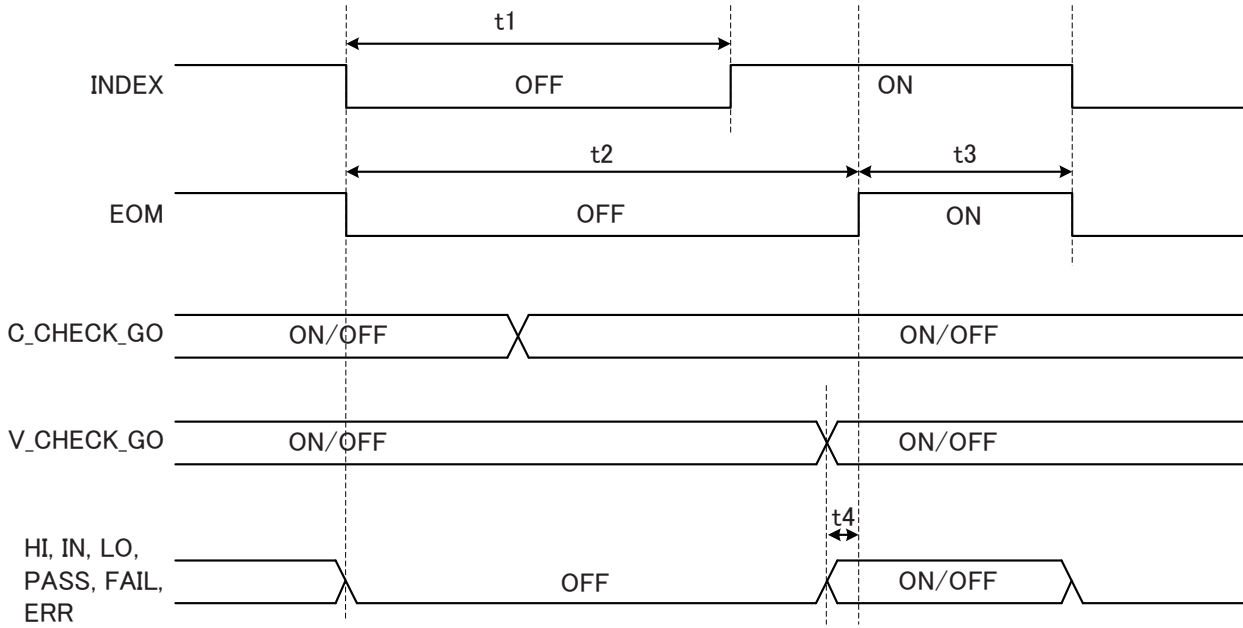 t1
INDEX
OFF
ON
t2
t3
EOM
OFF
ON
C_CHECK_GO
ON/OFF
ON/OFF
V_CHECK_GO
ON/OFF
ON/OFF
t4
HI, IN, LO,
PASS, FAIL,
ERR
OFF
ON/OFF